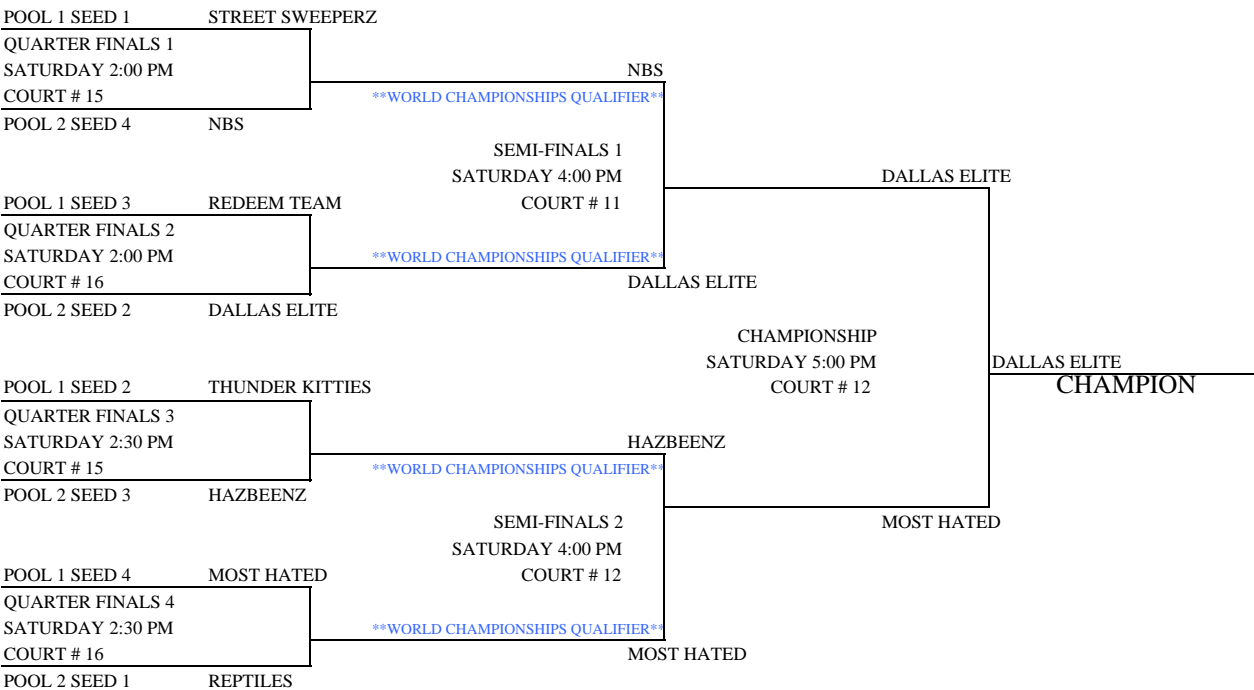 POOL 1 SEED 1 STREET SWEEPERZ
QUARTER FINALS 1
SATURDAY 2:00 PM NBS
COURT # 15 **WORLD CHAMPIONSHIPS QUALIFIER**
POOL 2 SEED 4 NBS
SEMI-FINALS 1
SATURDAY 4:00 PM DALLAS ELITE
POOL 1 SEED 3 REDEEM TEAM COURT # 11
QUARTER FINALS 2
SATURDAY 2:00 PM **WORLD CHAMPIONSHIPS QUALIFIER**
COURT # 16 DALLAS ELITE
POOL 2 SEED 2 DALLAS ELITE
CHAMPIONSHIP
SATURDAY 5:00 PM DALLAS ELITE
POOL 1 SEED 2 THUNDER KITTIES COURT # 12 CHAMPION
QUARTER FINALS 3
SATURDAY 2:30 PM HAZBEENZ
COURT # 15 **WORLD CHAMPIONSHIPS QUALIFIER**
POOL 2 SEED 3 HAZBEENZ
SEMI-FINALS 2 MOST HATED
SATURDAY 4:00 PM
POOL 1 SEED 4 MOST HATED COURT # 12
QUARTER FINALS 4
SATURDAY 2:30 PM **WORLD CHAMPIONSHIPS QUALIFIER**
COURT # 16 MOST HATED
POOL 2 SEED 1 REPTILES